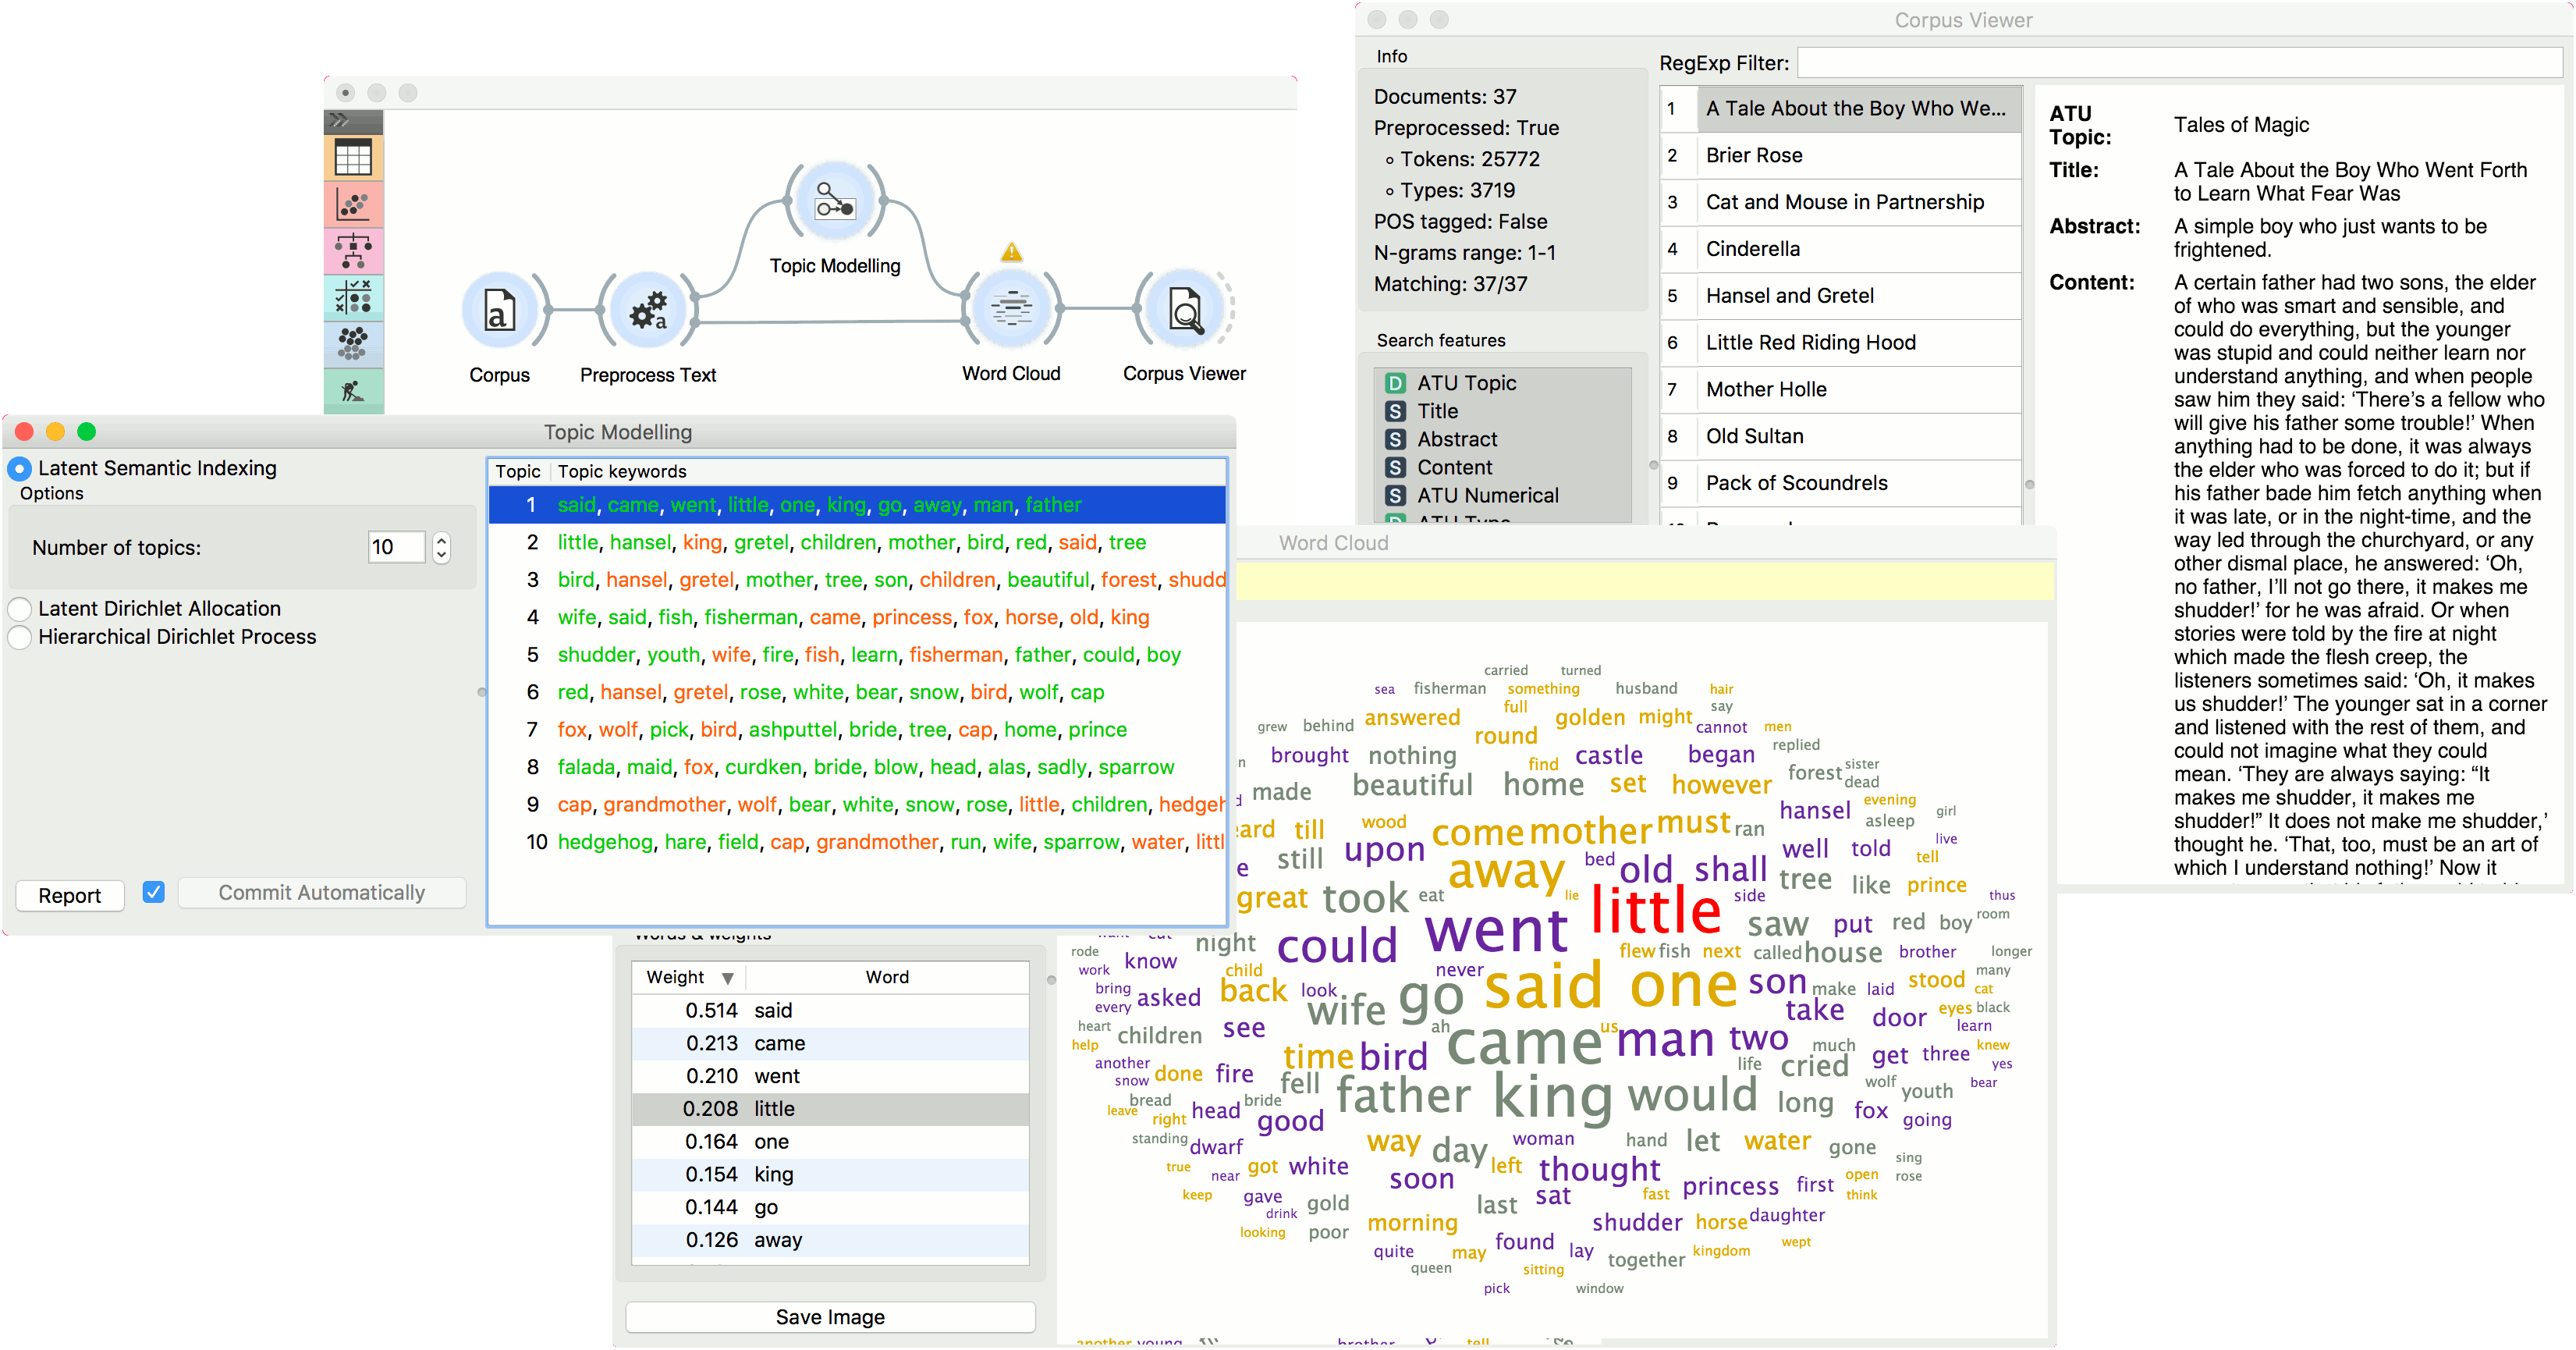 Corpus
Preprocess Text
Topic Modelling
Word Cloud
Corpus Viewer
Corpus Viewer
Info
Documents: 37
Preprocessed: True
Tokens: 25772
Types: 3719
POS tagged: False
N-grams range: 1-1
Matching: 37/37
Search features
D ATU Topic
S Title
S Abstract
S Content
S ATU Numerical
RegExp Filter:
1 A Tale About the Boy Who We...
2 Brier Rose
3 Cat and Mouse in Partnership
4 Cinderella
5 Hansel and Gretel
6 Little Red Riding Hood
7 Mother Holle
8 Old Sultan
9 Pack of Scoundrels
ATU Topic: Tales of Magic
Title: A Tale About the Boy Who Went Forth
to Learn What Fear Was
Abstract: A simple boy who just wants to be
frightened.
Content: A certain father had two sons, the elder
of who was smart and sensible, and
could do everything, but the younger
was stupid and could neither learn nor
understand anything, and when people
saw him they said: ‘There’s a fellow who
will give his father some trouble!’ When
anything had to be done, it was always
the elder who was forced to do it; but if
his father bade him fetch anything when
it was late, or in the night-time, and the
way led through the churchyard, or any
other dismal place, he answered: ‘Oh,
no father, I’ll not go there, it makes me
shudder!’ for he was afraid. Or when
stories were told by the fire at night
which made the flesh creep, the
listeners sometimes said: ‘Oh, it makes
us shudder!’ The younger sat in a corner
and listened with the rest of them, and
could not imagine what they could
mean. ‘They are always saying: “It
makes me shudder, it makes me
shudder!” It does not make me shudder,’
thought he. ‘That, too, must be an art of
which I understand nothing!’ Now it
Topic Modelling
Latent Semantic Indexing
Options
Number of topics: 10
Latent Dirichlet Allocation
Hierarchical Dirichlet Process
Report
Commit Automatically
Topic Topic keywords
1 said, came, went, little, one, king, go, away, man, father
2 little, hansel, king, gretel, children, mother, bird, red, said, tree
3 bird, hansel, gretel, mother, tree, son, children, beautiful, forest, shudd
4 wife, said, fish, fisherman, came, princess, fox, horse, old, king
5 shudder, youth, wife, fire, fish, learn, fisherman, father, could, boy
6 red, hansel, gretel, rose, white, bear, snow, bird, wolf, cap
7 fox, wolf, pick, bird, ashputtel, bride, tree, cap, home, prince
8 falada, maid, fox, curdken, bride, blow, head, alas, sadly, sparrow
9 cap, grandmother, wolf, bear, white, snow, rose, little, children, hedgeh
10 hedgehog, hare, field, cap, grandmother, run, wife, sparrow, water, littl
Word Cloud
Words & weights
Weight Word
0.514 said
0.213 came
0.210 went
0.208 little
0.164 one
0.154 king
0.144 go
0.126 away
Save Image
carried turned
sea fisherman something husband hair
full say
grew behind answered golden might cannot men
round
brought nothing castle began replied
find sister
made beautiful home set however forest dead
hansel evening girl
till wood come mother must ran asleep
still upon bed well told live
away old shall tell
great took eat lie side tree like prince thus
little
went saw put red boy room
night could flew fish next called house brother longer
rode know child never many
work said one son
bring asked back look make laid stood cat
every wife go take eyes black
heart children see ah us door learn
help came man two much knew
another time bird life get three yes
snow done fire fell cried wolf bear
bread bride father king would long youth
leave right head good fox going
standing dwarf way day woman hand let water gone
true got white left thought sing
near soon open rose
keep gave gold last sat fast princess first think
drink morning shudder horse daughter
looking poor found wept
quite may lay together kingdom
queen sitting
pick window
another young brother tell